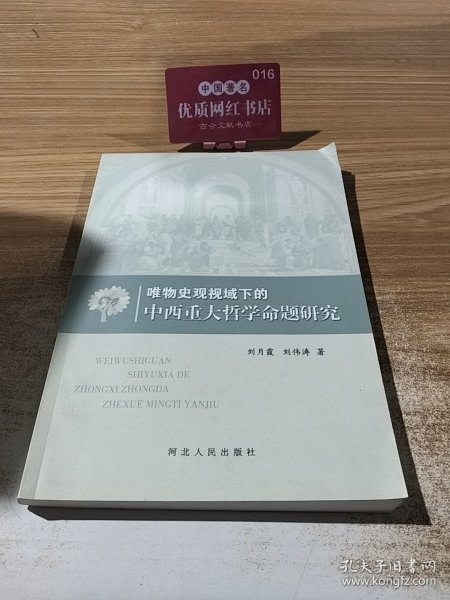 016
中国著名
优质网红书店
古今文献书店
唯物史观视域下的
中西重大哲学命题研究
刘月霞 刘伟涛 著
WEIWUSHIGUAN
SHIYUXIA DE
ZHONGXI ZHONGDA
ZHEXUE MINGTI YANJIU
河北人民出版社
孔夫子旧书网
www.kongfz.com